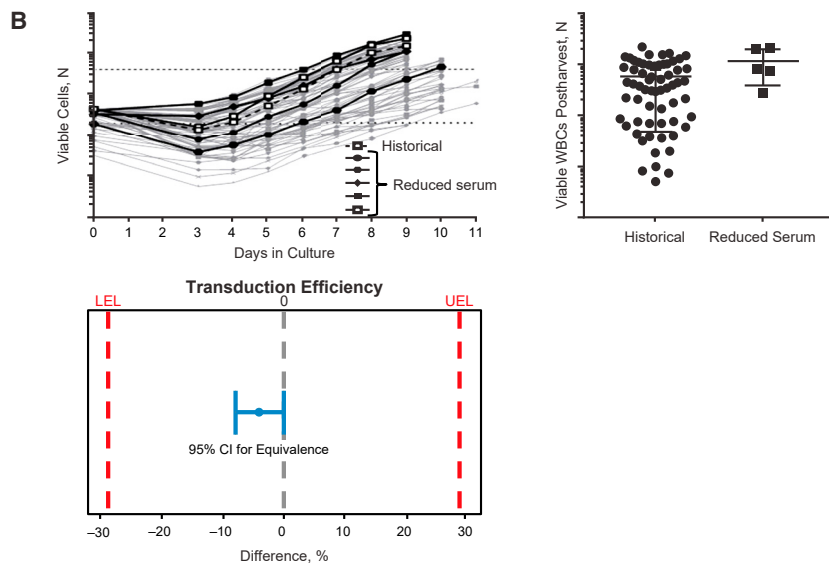 B
Viable Cells, N
Historical
Reduced serum
0 1 2 3 4 5 6 7 8 9 10 11
Days in Culture
Viable WBCs Postharvest, N
Historical Reduced Serum
Transduction Efficiency
LEL 0 UEL
95% CI for Equivalence
–30 –20 –10 0 10 20 30
Difference, %